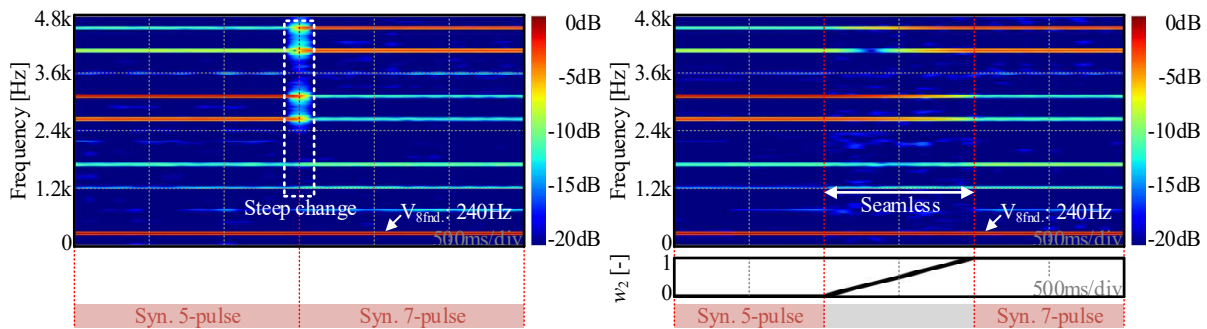 4.8k
3.6k
2.4k
1.2k
0
Frequency [Hz]
Steep change
V8fnd.: 240Hz
500ms/div
0dB
-5dB
-10dB
-15dB
-20dB
Syn. 5-pulse
Syn. 7-pulse
4.8k
3.6k
2.4k
1.2k
0
Frequency [Hz]
Seamless
V8fnd.: 240Hz
500ms/div
0dB
-5dB
-10dB
-15dB
-20dB
w2 [-]
1
0
500ms/div
Syn. 5-pulse
Syn. 7-pulse